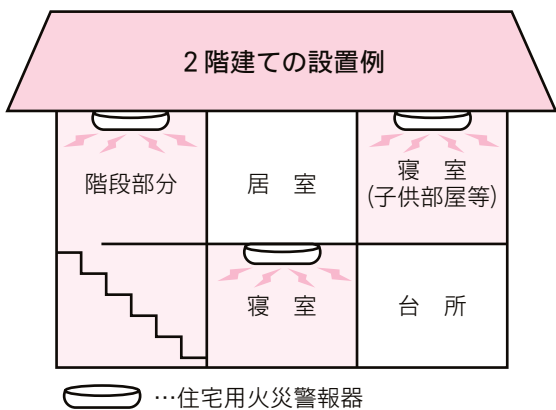 2階建ての設置例
階段部分
居 室
寝 室
(子供部屋等)
寝 室
台 所
…住宅用火災警報器